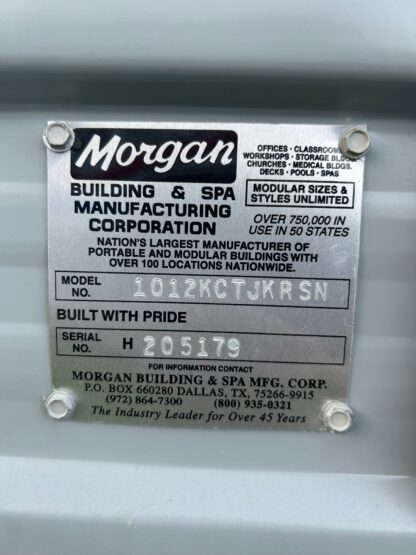 Morgan
BUILDING & SPA
MANUFACTURING
CORPORATION
OFFICES · CLASSROOM
WORKSHOPS · STORAGE BLDG
CHURCHES · MEDICAL BLDGS.
DECKS · POOLS · SPAS
MODULAR SIZES &
STYLES UNLIMITED
OVER 750,000 IN
USE IN 50 STATES
NATION'S LARGEST MANUFACTURER OF
PORTABLE AND MODULAR BUILDINGS WITH
OVER 100 LOCATIONS NATIONWIDE.
MODEL NO. 1012KCTJKRSN
BUILT WITH PRIDE
SERIAL NO. H 205179
FOR INFORMATION CONTACT
MORGAN BUILDING & SPA MFG. CORP.
P.O. BOX 660280 DALLAS, TX, 75266-9915
(972) 864-7300 (800) 935-0321
The Industry Leader for Over 45 Years